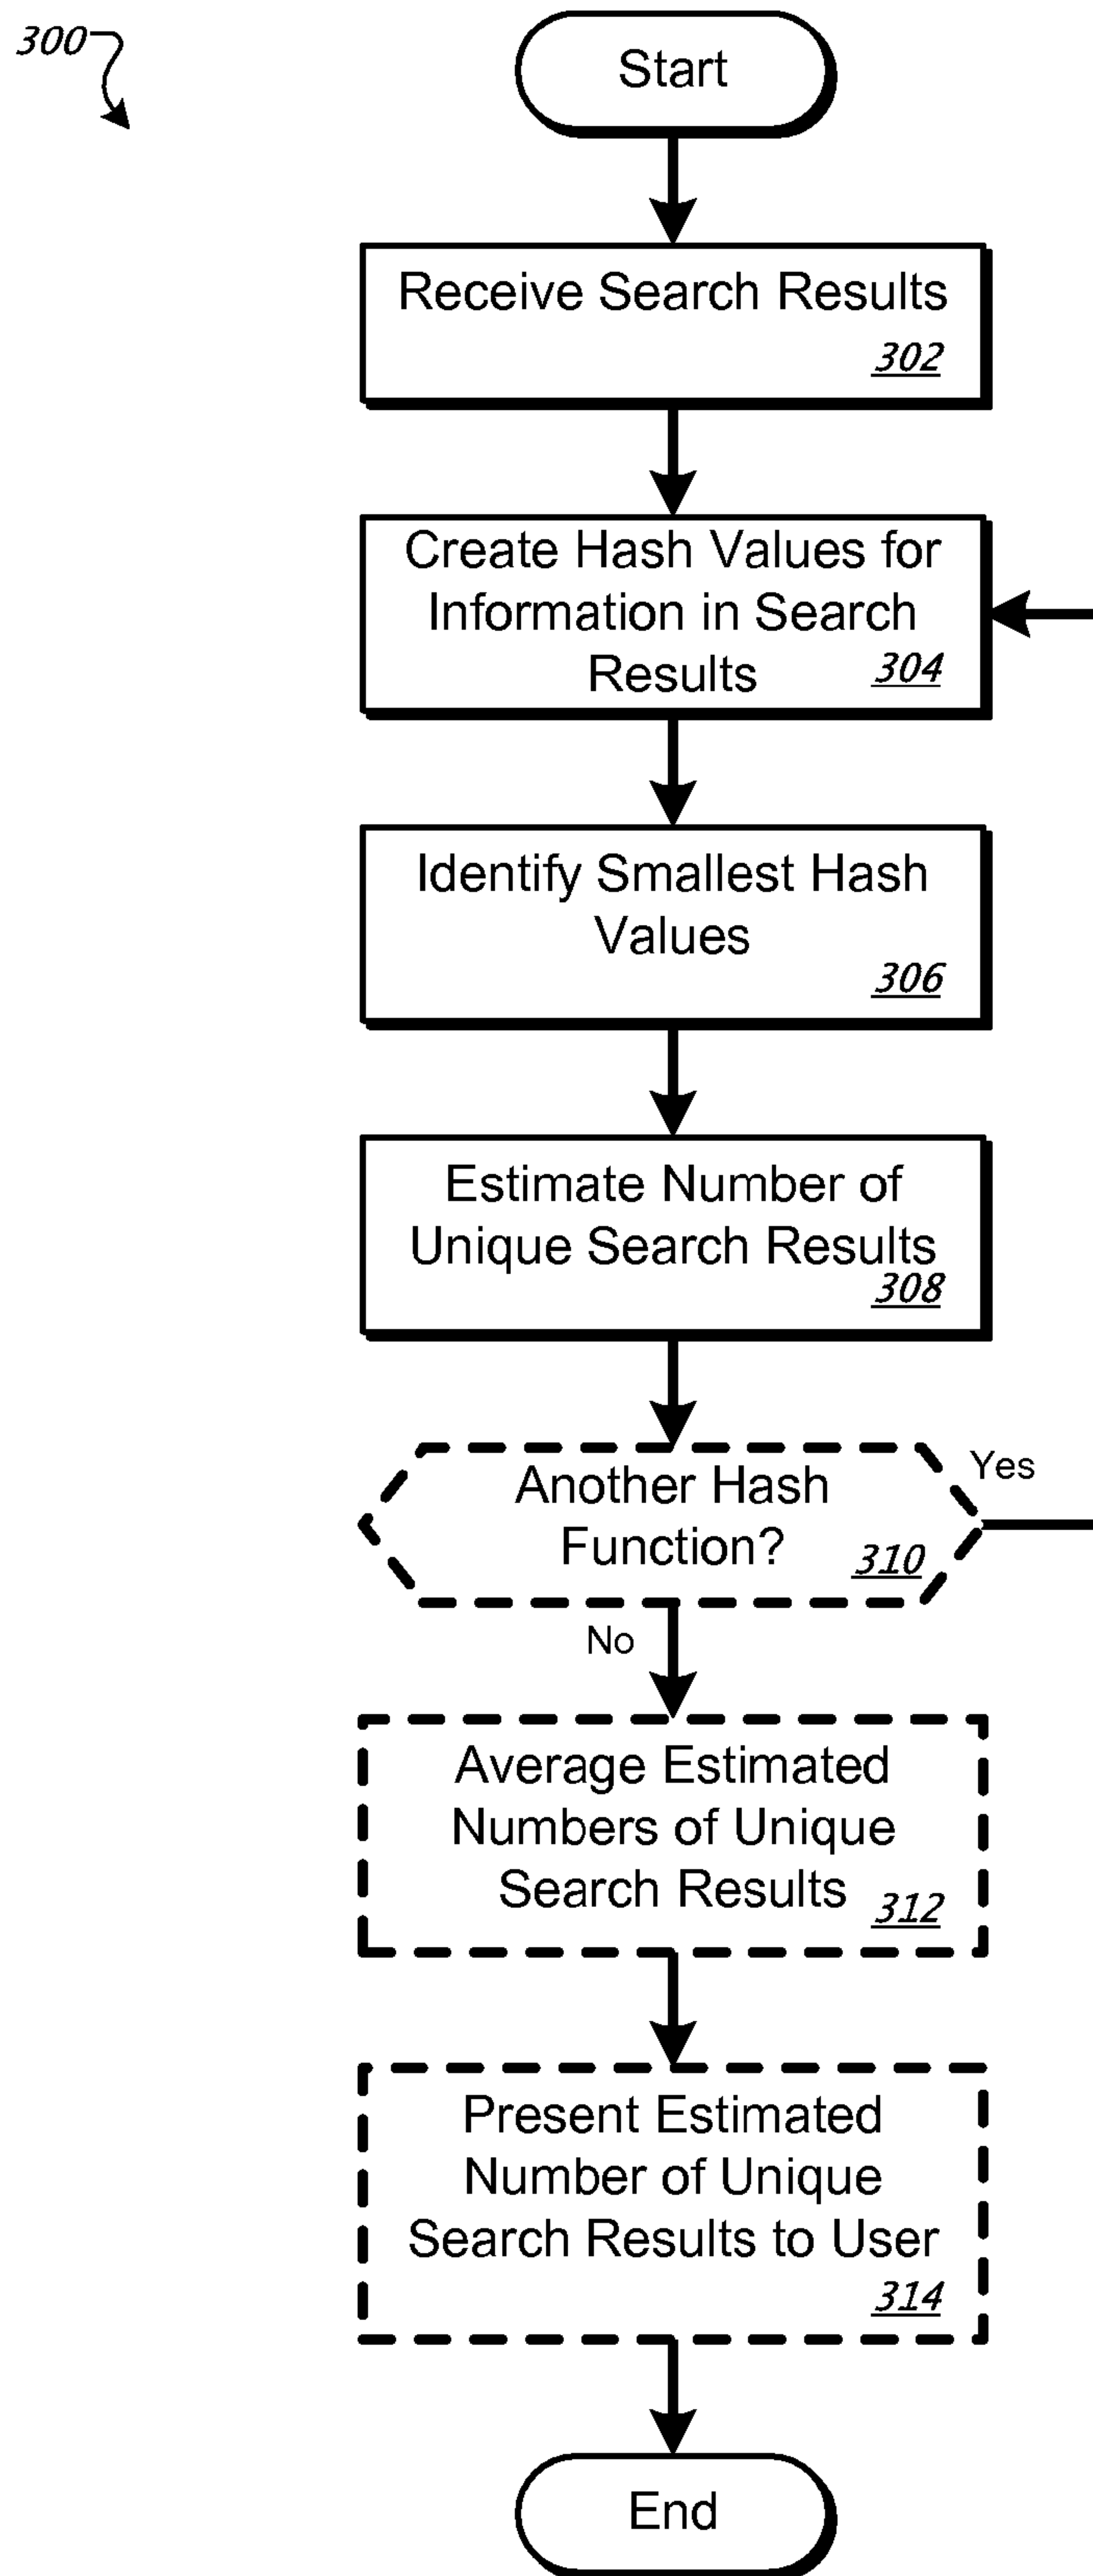 300
Start
Receive Search Results
302
Create Hash Values for
Information in Search
Results 304
Identify Smallest Hash
Values
306
Estimate Number of
Unique Search Results
308
Another Hash
Function? 310
Yes
No
Average Estimated
Numbers of Unique
Search Results 312
Present Estimated
Number of Unique
Search Results to User
314
End